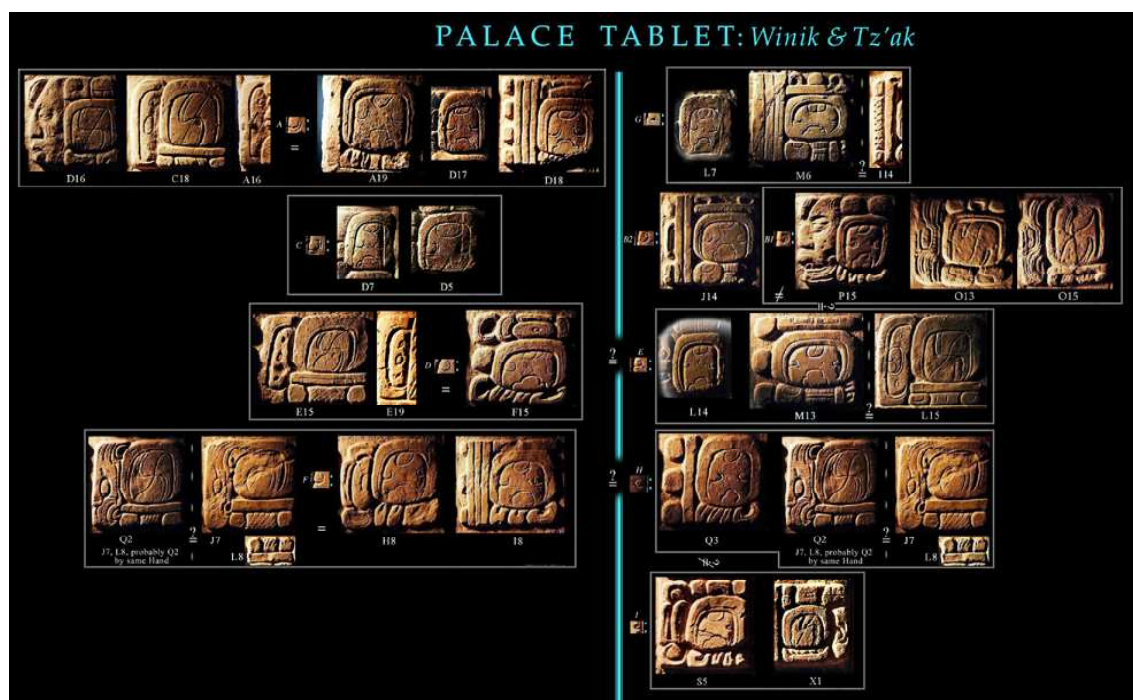 PALACE TABLET: Winik & Tz'ak
A
=
D16 C18 A16 A19 D17 D18
C
D7 D5
D
=
E15 E19 F15
F
?
=
=
Q2 J7 H8 I8
J7, L8, probably Q2
by same Hand
L8
G
?
=
L7 M6
B2
B1
J14 ≠ P15 O13 O15
?
=
E
?
=
L14 M13 L15
?
=
H
?
=
Q3 Q2 J7
J7, L8, probably Q2
by same Hand
L8
I
S5 X1